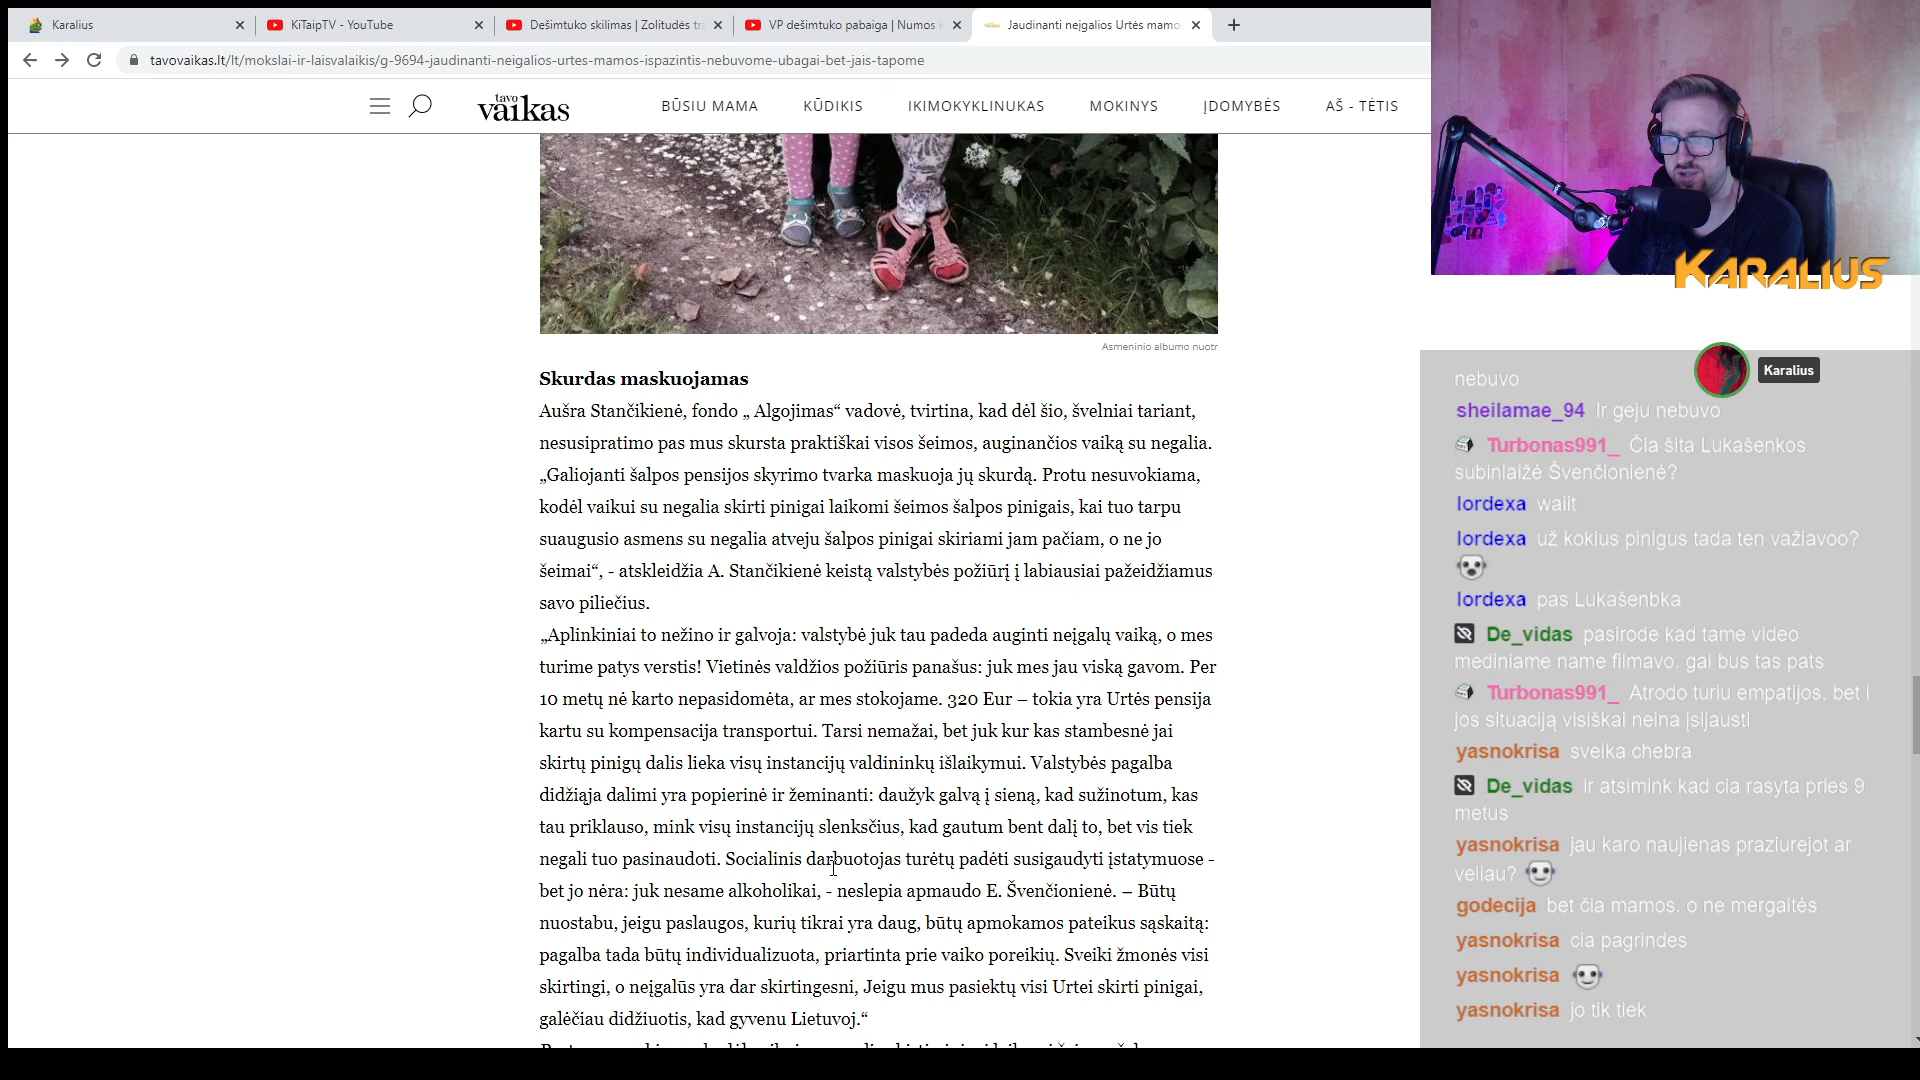 Karalius
KiTaipTV - YouTube
Dešimtuko skilimas | Zolitudės tr
VP dešimtuko pabaiga | Numos i
Jaudinanti neįgalios Urtės mamo
tavovaikas.lt/lt/mokslai-ir-laisvalaikis/g-9694-jaudinanti-neigalios-urtes-mamos-ispazintis-nebuvome-ubagai-bet-jais-tapome
tavo
vaikas
BŪSIU MAMA
KŪDIKIS
IKIMOKYKLINUKAS
MOKINYS
ĮDOMYBĖS
AŠ - TĖTIS
KARALIUS
Asmeninio albumo nuotr
Skurdas maskuojamas
Aušra Stančikienė, fondo „ Algojimas“ vadovė, tvirtina, kad dėl šio, švelniai tariant,
nesusipratimo pas mus skursta praktiškai visos šeimos, auginančios vaiką su negalia.
„Galiojanti šalpos pensijos skyrimo tvarka maskuoja jų skurdą. Protu nesuvokiama,
kodėl vaikui su negalia skirti pinigai laikomi šeimos šalpos pinigais, kai tuo tarpu
suaugusio asmens su negalia atveju šalpos pinigai skiriami jam pačiam, o ne jo
šeimai“, - atskleidžia A. Stančikienė keistą valstybės požiūrį į labiausiai pažeidžiamus
savo piliečius.
„Aplinkiniai to nežino ir galvoja: valstybė juk tau padeda auginti neįgalų vaiką, o mes
turime patys verstis! Vietinės valdžios požiūris panašus: juk mes jau viską gavom. Per
10 metų nė karto nepasidomėta, ar mes stokojame. 320 Eur – tokia yra Urtės pensija
kartu su kompensacija transportui. Tarsi nemažai, bet juk kur kas stambesnė jai
skirtų pinigų dalis lieka visų instancijų valdininkų išlaikymui. Valstybės pagalba
didžiąja dalimi yra popierinė ir žeminanti: daužyk galvą į sieną, kad sužinotum, kas
tau priklauso, mink visų instancijų slenksčius, kad gautum bent dalį to, bet vis tiek
negali tuo pasinaudoti. Socialinis darbuotojas turėtų padėti susigaudyti įstatymuose -
bet jo nėra: juk nesame alkoholikai, - neslepia apmaudo E. Švenčionienė. – Būtų
nuostabu, jeigu paslaugos, kurių tikrai yra daug, būtų apmokamos pateikus sąskaitą:
pagalba tada būtų individualizuota, priartinta prie vaiko poreikių. Sveiki žmonės visi
skirtingi, o neįgalūs yra dar skirtingesni, Jeigu mus pasiektų visi Urtei skirti pinigai,
galėčiau didžiuotis, kad gyvenu Lietuvoj.“
Karalius
nebuvo
sheilamae_94 Ir geju nebuvo
Turbonas991_ Čia šita Lukašenkos
subinlaižė Švenčionienė?
lordexa waiit
lordexa už kokius pinigus tada ten važiavoo?
lordexa pas Lukašenbka
De_vidas pasirode kad tame video
mediniame name filmavo, gal bus tas pats
Turbonas991_ Atrodo turiu empatijos, bet i
jos situaciją visiškai neina įsijausti
yasnokrisa sveika chebra
De_vidas ir atsimink kad cia rasyta pries 9
metus
yasnokrisa jau karo naujienas praziurejot ar
veliau?
godecija bet čia mamos, o ne mergaitės
yasnokrisa cia pagrindes
yasnokrisa
yasnokrisa jo tik tiek